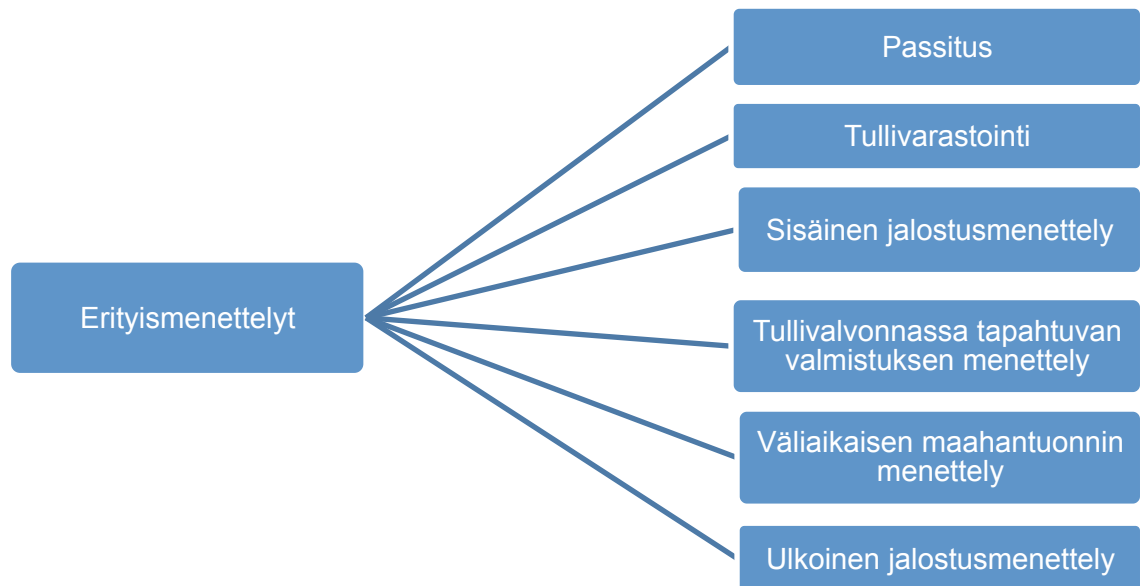 Passitus
Tullivarastointi
Sisäinen jalostusmenettely
Erityismenettelyt
Tullivalvonnassa tapahtuvan
valmistuksen menettely
Väliaikaisen maahantuonnin
menettely
Ulkoinen jalostusmenettely